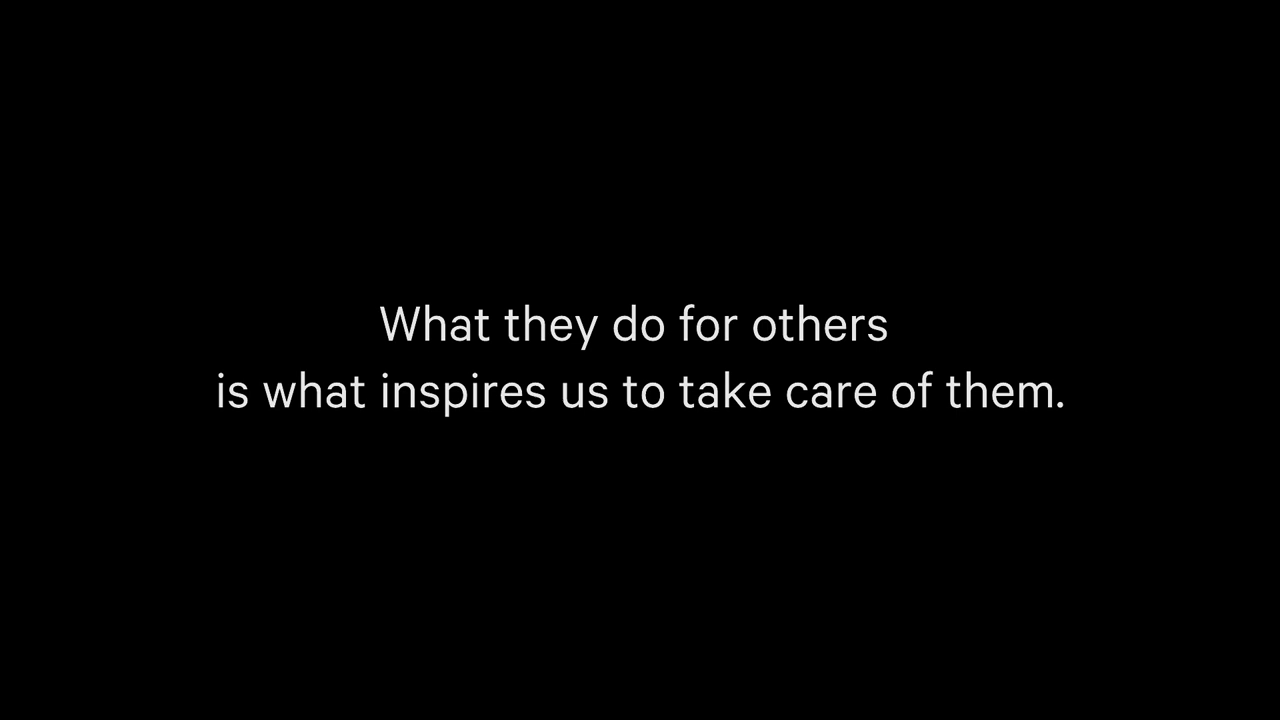 What they do for others
is what inspires us to take care of them.